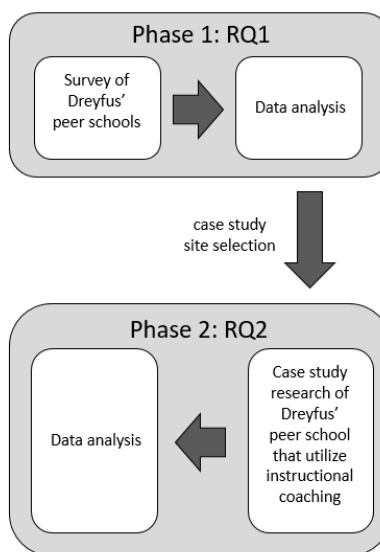 Phase 1: RQ1
Survey of
Dreyfus’
peer schools
Data analysis
case study
site selection
Phase 2: RQ2
Case study
research of
Dreyfus’
peer school
that utilize
instructional
coaching
Data analysis